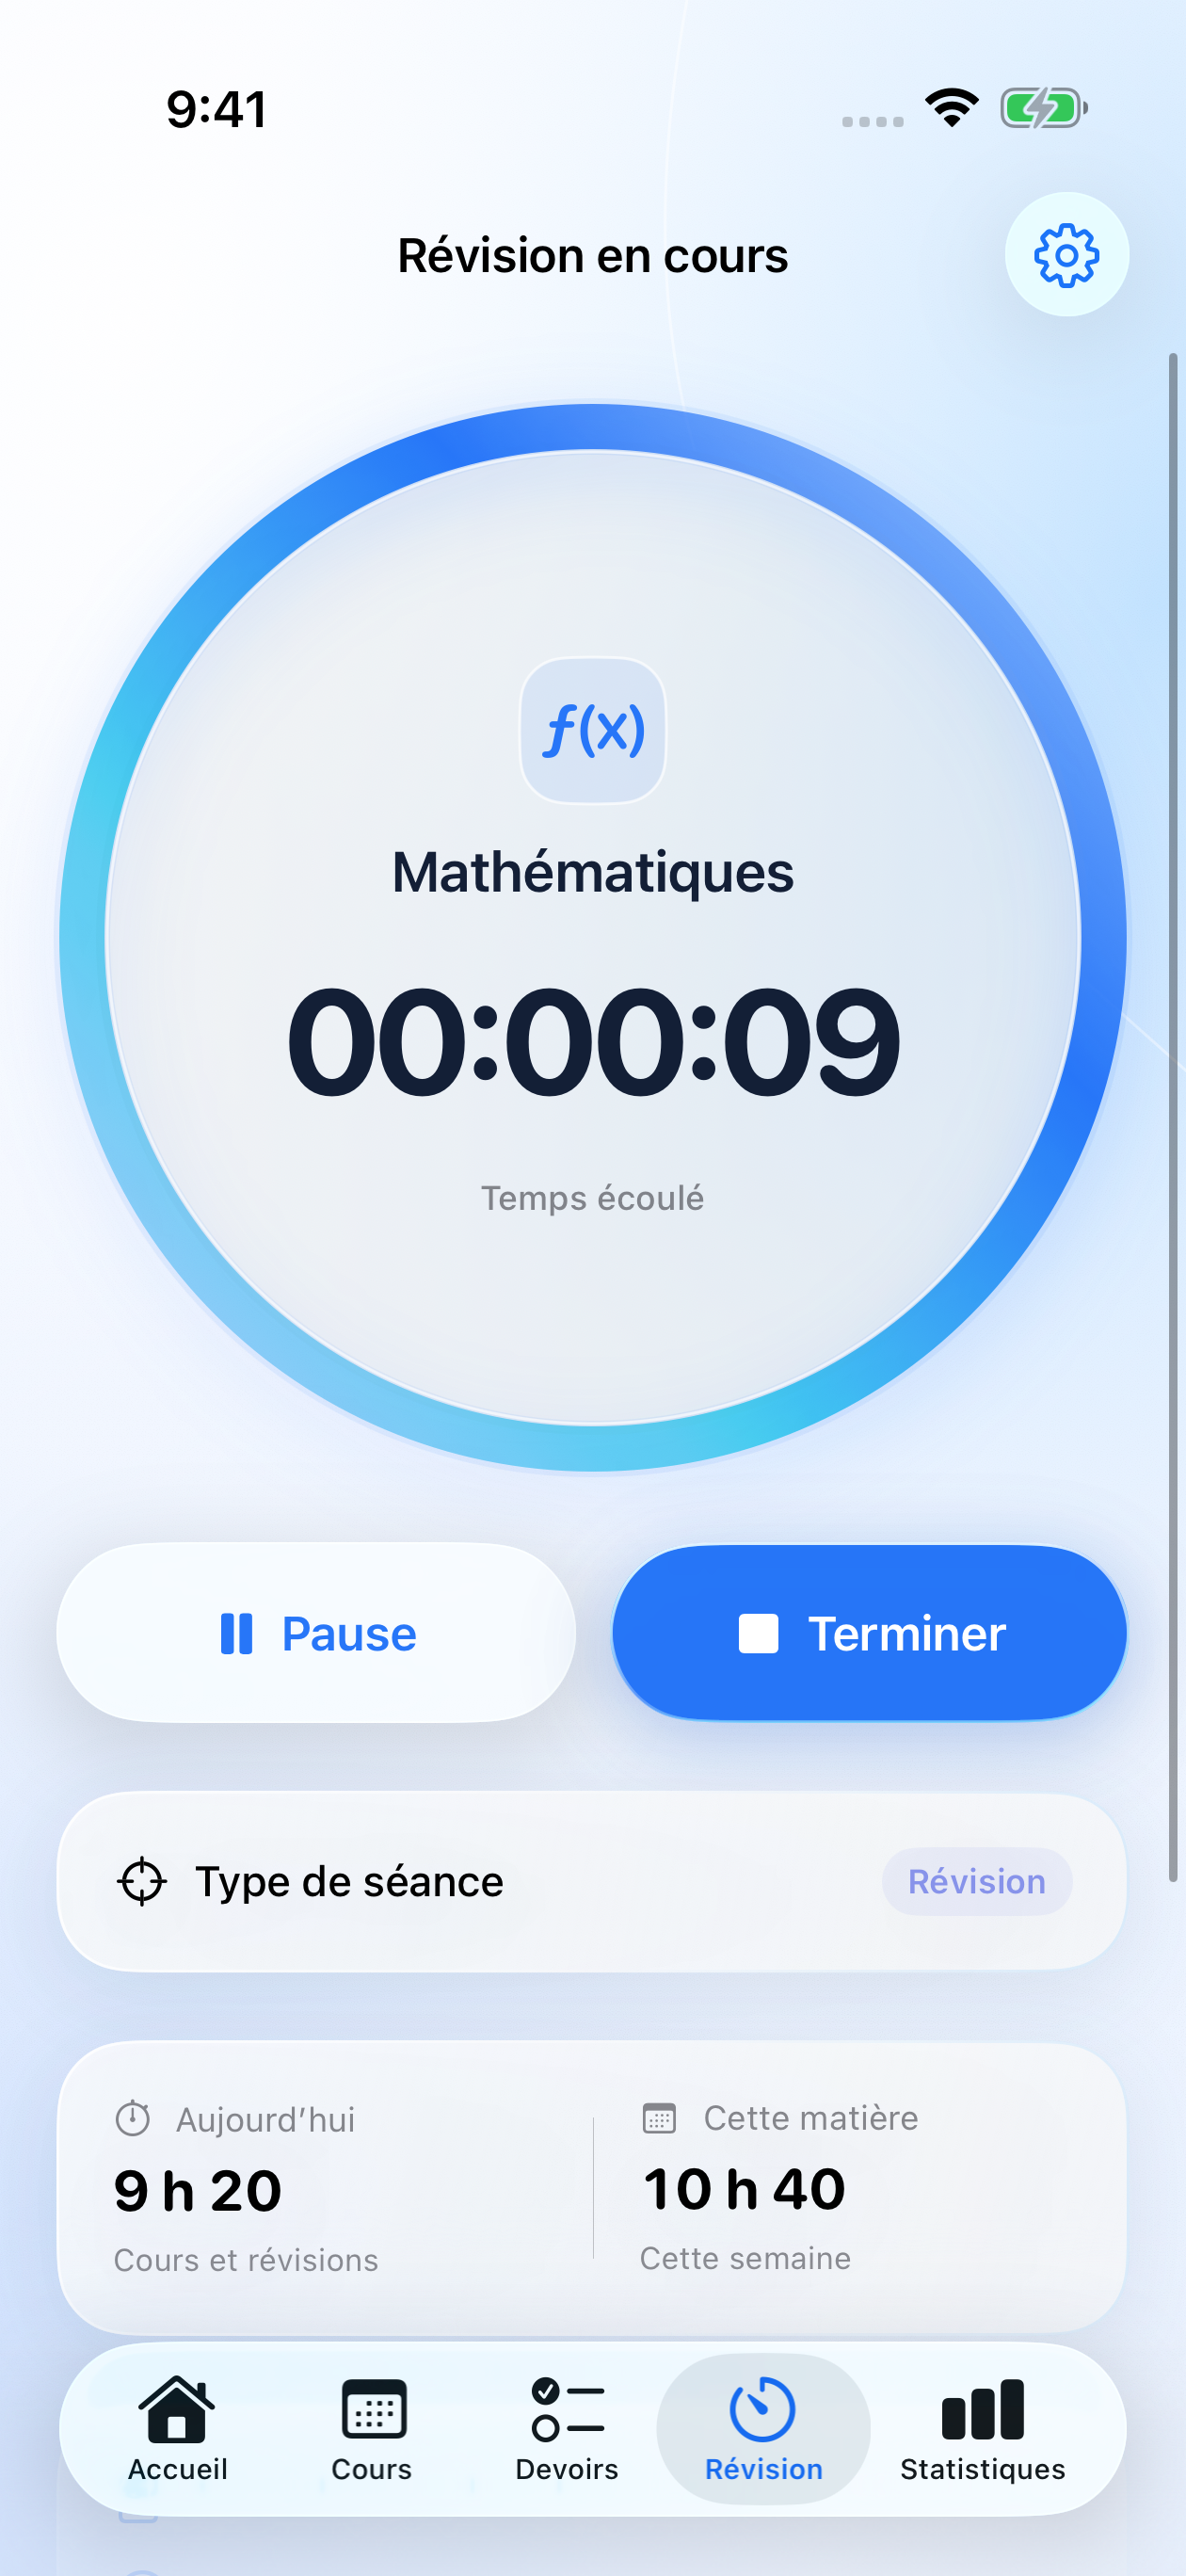 9:41
Révision en cours
f(x)
Mathématiques
00:00:09
Temps écoulé
Pause
Terminer
Type de séance
Révision
Aujourd’hui
Cette matière
9 h 20
10 h 40
Cours et révisions
Cette semaine
Accueil
Cours
Devoirs
Révision
Statistiques